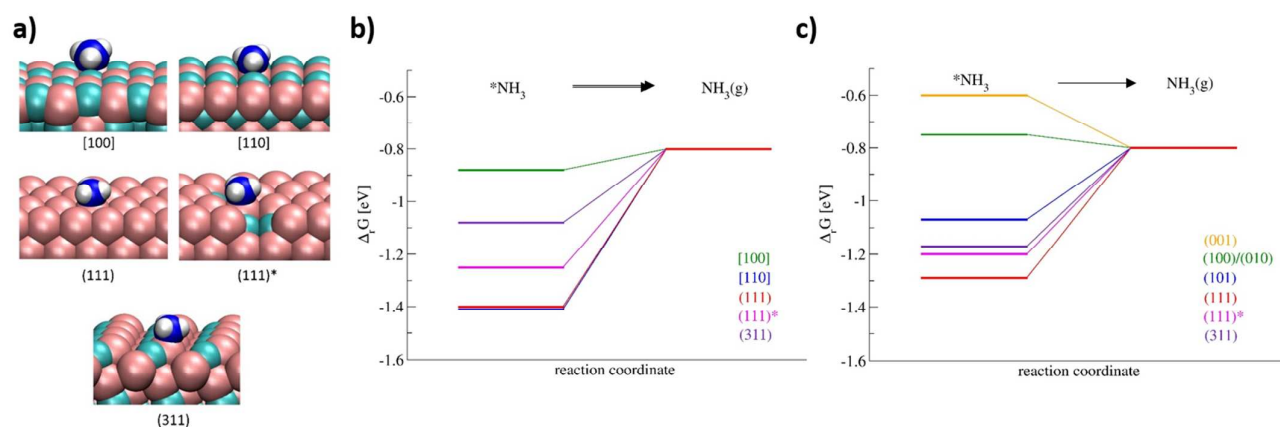 a)
[100]
[110]
(111)
(111)*
(311)
b)
*NH₃
NH₃(g)
-0.6
-0.8
-1
-1.2
-1.4
-1.6
ΔᵣG [eV]
[100]
[110]
(111)
(111)*
(311)
reaction coordinate
c)
*NH₃
NH₃(g)
-0.6
-0.8
-1
-1.2
-1.4
-1.6
ΔᵣG [eV]
(001)
(100)/(010)
(101)
(111)
(111)*
(311)
reaction coordinate